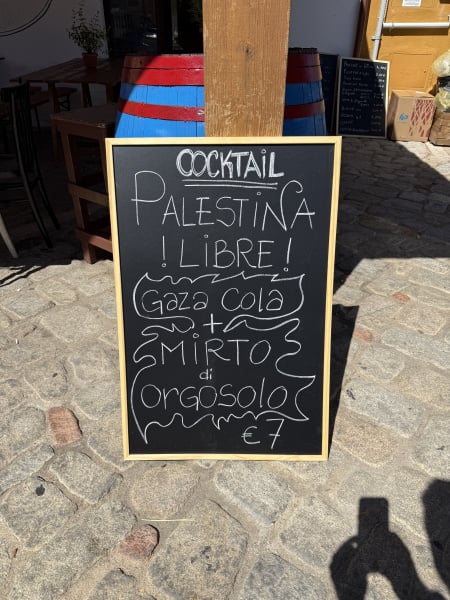 COCKTAIL
PALESTINA
! LIBRE !
Gaza Cola
+
MIRTO
di
ORGOSOLO
€ 7